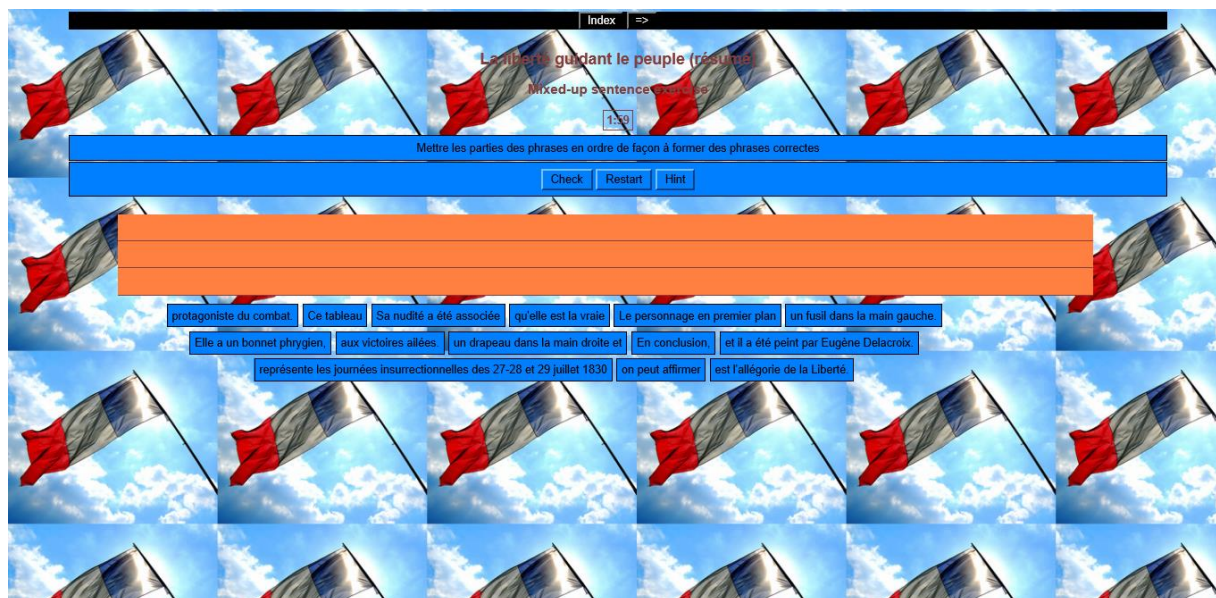 Index =>
La liberté guidant le peuple (résumé)
Mixed-up sentence exercise
1:59
Mettre les parties des phrases en ordre de façon à former des phrases correctes
Check Restart Hint
protagoniste du combat. Ce tableau Sa nudité a été associée qu'elle est la vraie Le personnage en premier plan un fusil dans la main gauche.
Elle a un bonnet phrygien, aux victoires ailées. un drapeau dans la main droite et En conclusion, et il a été peint par Eugène Delacroix.
représente les journées insurrectionnelles des 27-28 et 29 juillet 1830 on peut affirmer est l'allégorie de la Liberté.